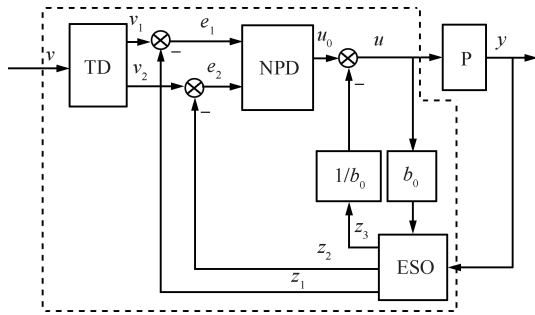 v
TD
v₁
v₂
−
−
e₁
e₂
NPD
u₀
−
u
P
y
1/b₀
b₀
z₃
z₂
z₁
ESO